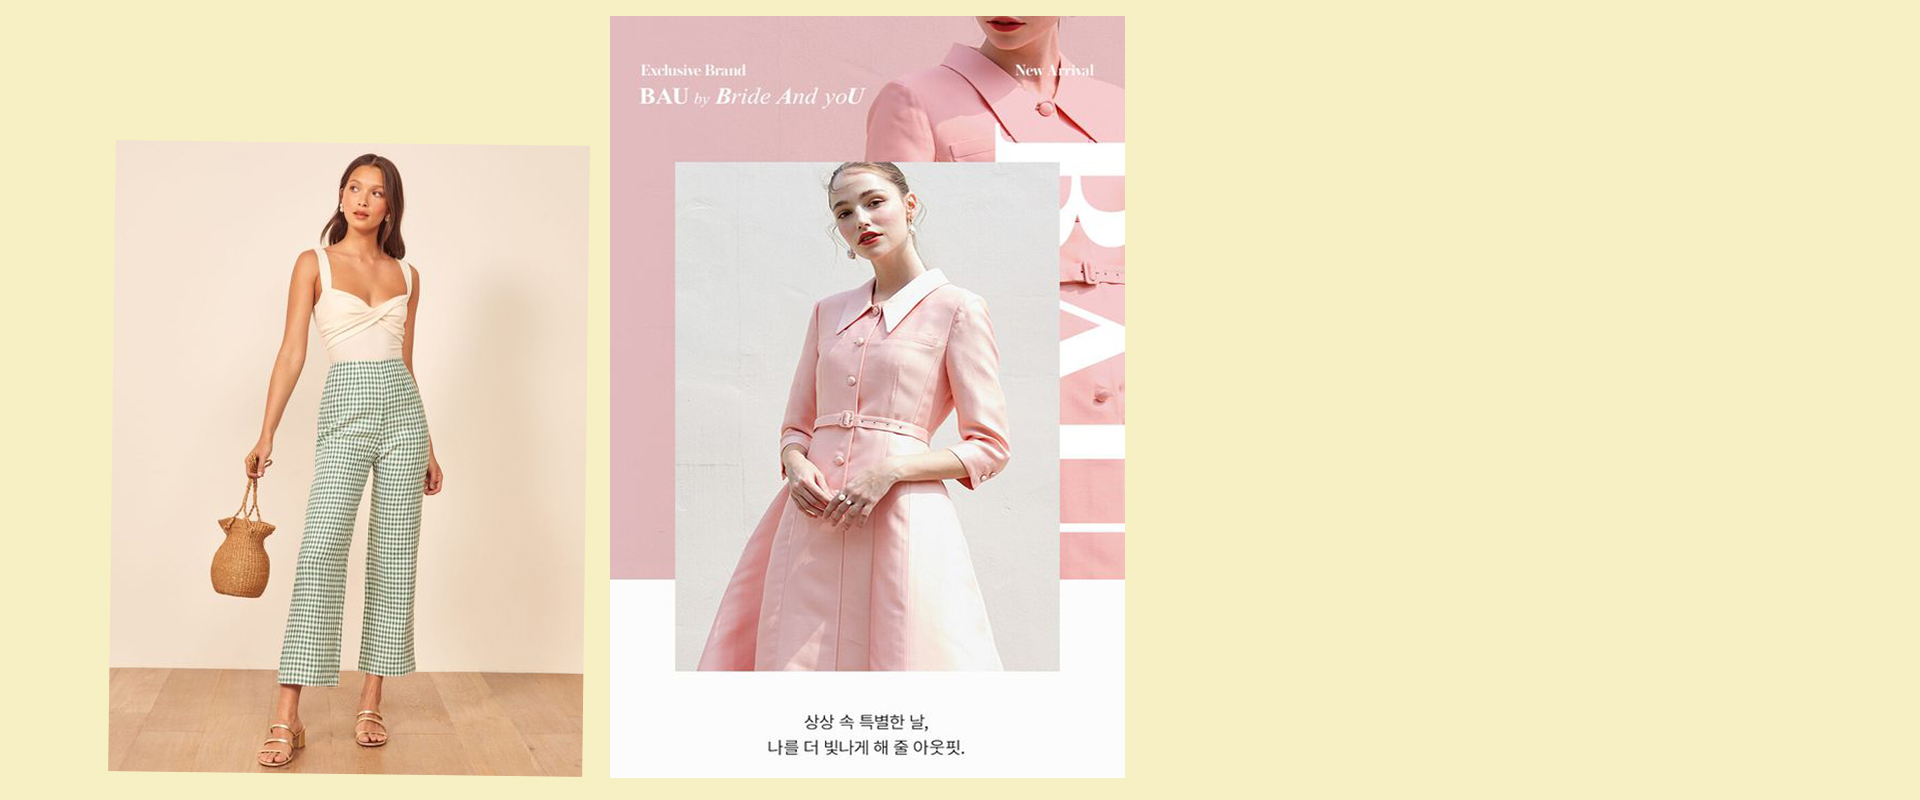 Exclusive Brand
BAU by Bride And yoU
New Arrival
BAU
상상 속 특별한 날,
나를 더 빛나게 해 줄 아웃핏.